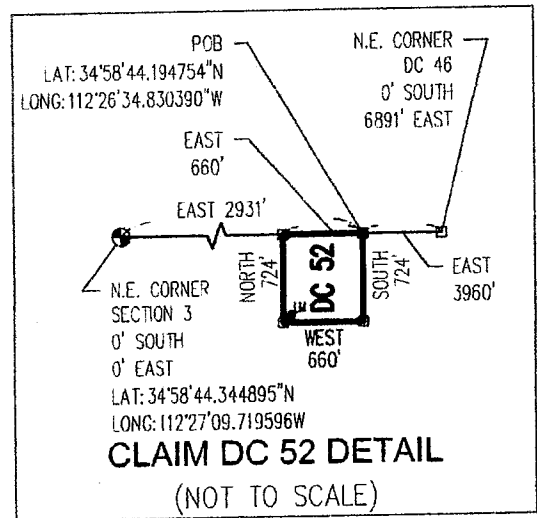 POB
LAT: 34°58'44.194754"N
LONG: 112°26'34.830390"W
N.E. CORNER
DC 46
0' SOUTH
6891' EAST
EAST
660'
EAST 2931'
NORTH
724'
DC 52
SOUTH
724'
EAST
3960'
WEST
660'
N.E. CORNER
SECTION 3
0' SOUTH
0' EAST
LAT: 34°58'44.344895"N
LONG: 112°27'09.719596W
CLAIM DC 52 DETAIL
(NOT TO SCALE)